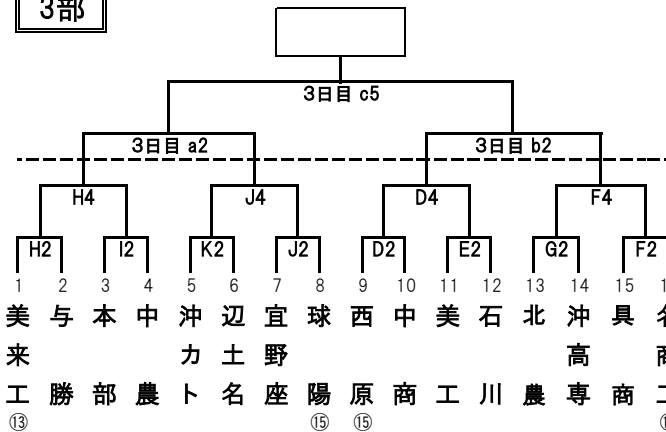 3部
3日目 c5
3日目 a2
3日目 b2
H4
J4
D4
F4
H2
I2
K2
J2
D2
E2
G2
F2
1 2 3 4 5 6 7 8 9 10 11 12 13 14 15
美来工
与勝
本部
中農
沖カト
辺土名
宜野座
球陽
西原
中商
美工
石川
北農
沖高専
具商
⑬
⑮
⑮